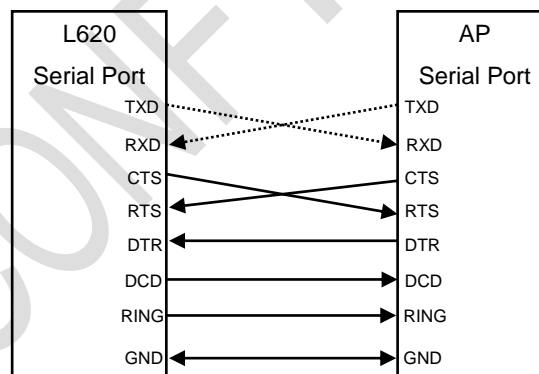 L620
Serial Port
TXD
RXD
CTS
RTS
DTR
DCD
RING
GND
AP
Serial Port
TXD
RXD
CTS
RTS
DTR
DCD
RING
GND
CONF